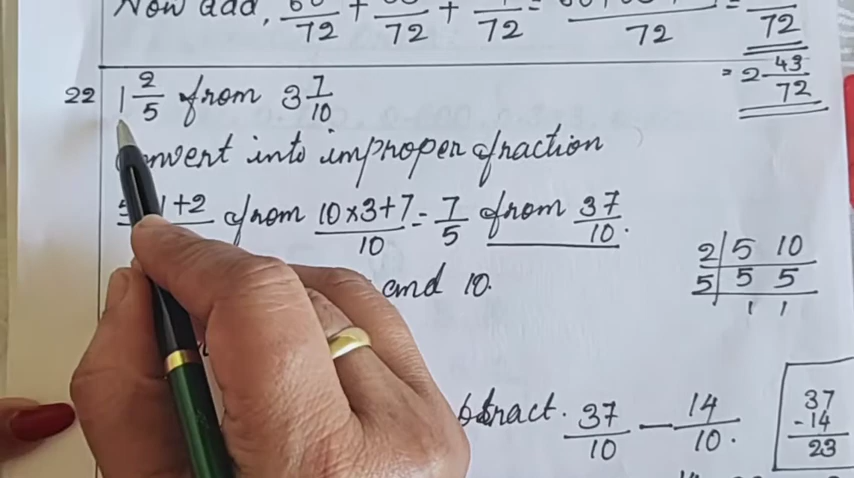 Now add, /72 + /72 + /72 = /72 = /72
= 2 43/72
22 1 2/5 from 3 7/10
convert into improper fraction
1+2 from 10×3+7/10 = 7/5 from 37/10.
2 | 5 10
and 10.
5 | 5 5
1 1
37/10 — 14/10.
37
-14
23